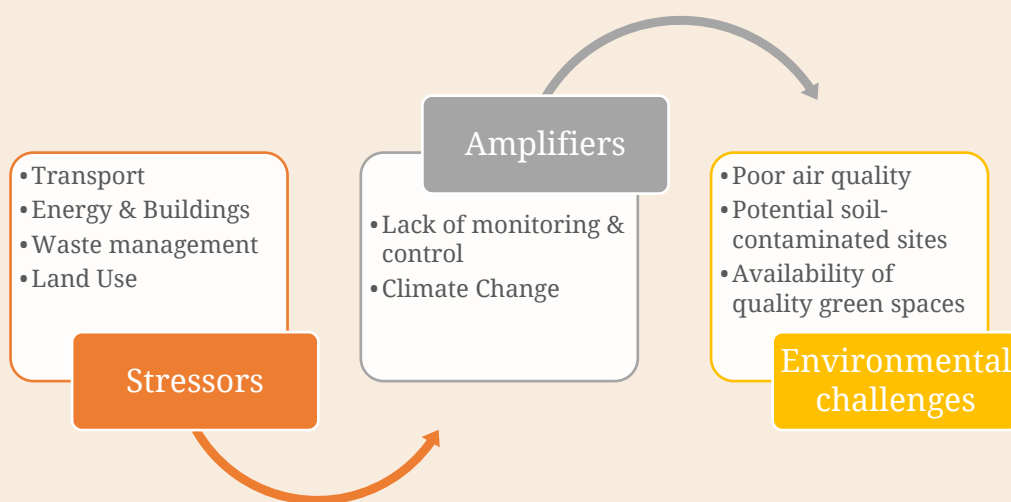 • Transport
• Energy & Buildings
• Waste management
• Land Use
Stressors
Amplifiers
• Lack of monitoring &
control
• Climate Change
• Poor air quality
• Potential soil-
contaminated sites
• Availability of
quality green spaces
Environmental
challenges